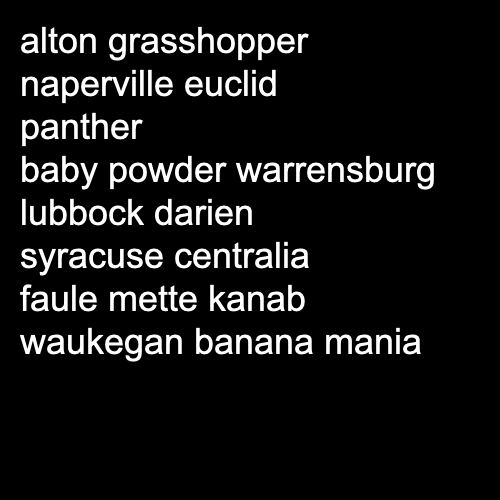 alton grasshopper
naperville euclid
panther
baby powder warrensburg
lubbock darien
syracuse centralia
faule mette kanab
waukegan banana mania